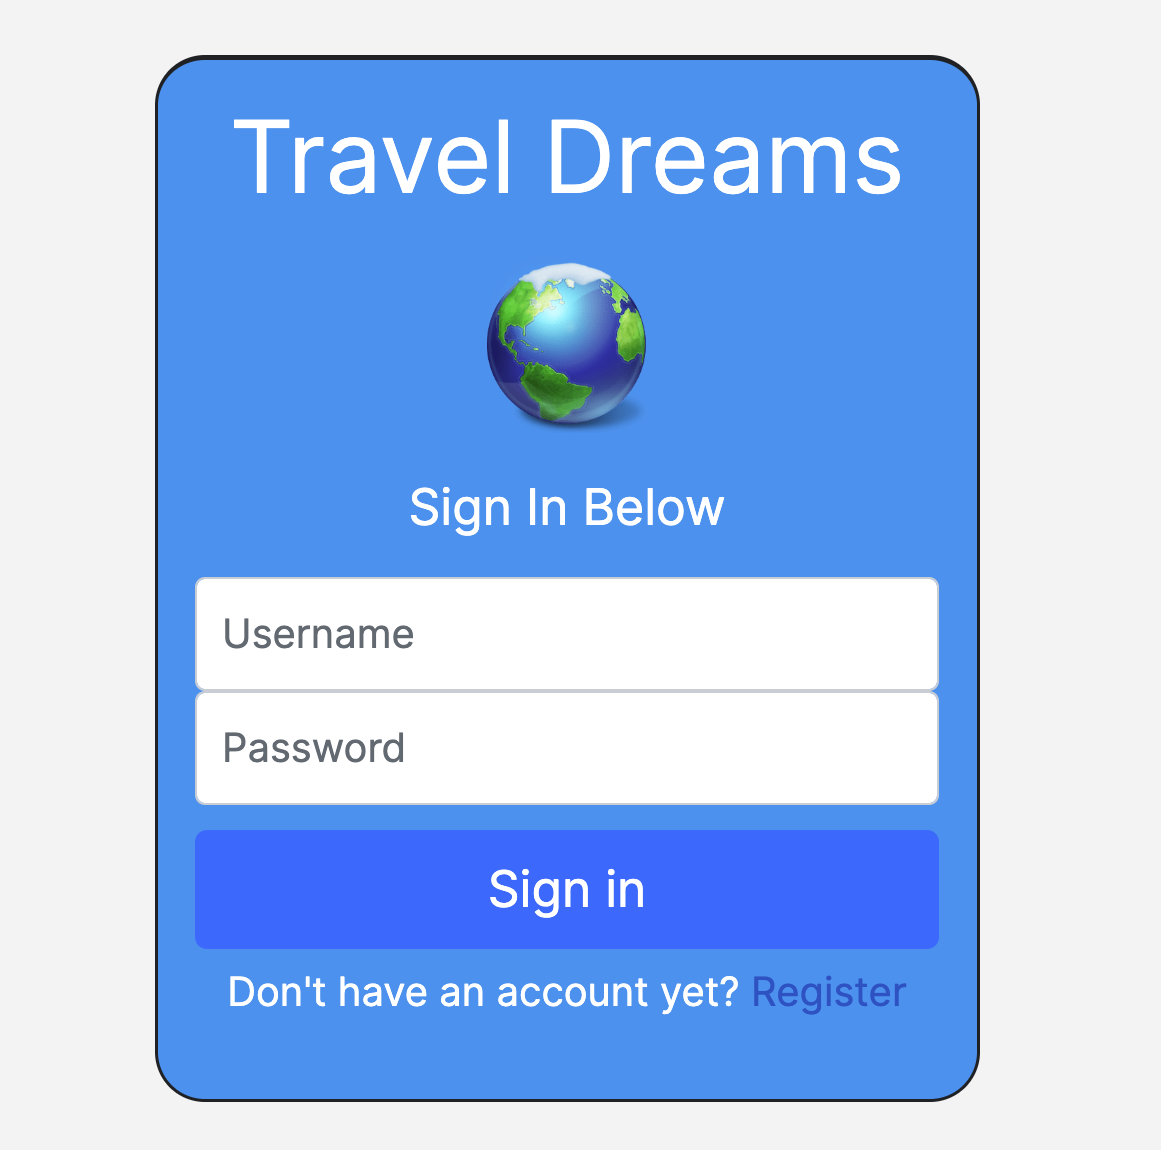 Travel Dreams
Sign In Below
Username
Password
Sign in
Don't have an account yet? Register